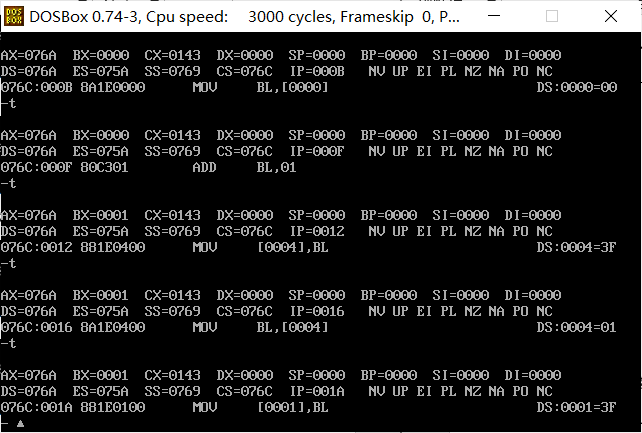 DOSBox 0.74-3, Cpu speed: 3000 cycles, Frameskip 0, P...
AX=076A BX=0000 CX=0143 DX=0000 SP=0000 BP=0000 SI=0000 DI=0000
DS=076A ES=075A SS=0769 CS=076C IP=000B NV UP EI PL NZ NA PO NC
076C:000B 8A1E0000 MOV BL,[0000] DS:0000=00
-t
AX=076A BX=0000 CX=0143 DX=0000 SP=0000 BP=0000 SI=0000 DI=0000
DS=076A ES=075A SS=0769 CS=076C IP=000F NV UP EI PL NZ NA PO NC
076C:000F 80C301 ADD BL,01
-t
AX=076A BX=0001 CX=0143 DX=0000 SP=0000 BP=0000 SI=0000 DI=0000
DS=076A ES=075A SS=0769 CS=076C IP=0012 NV UP EI PL NZ NA PO NC
076C:0012 881E0400 MOV [0004],BL DS:0004=3F
-t
AX=076A BX=0001 CX=0143 DX=0000 SP=0000 BP=0000 SI=0000 DI=0000
DS=076A ES=075A SS=0769 CS=076C IP=0016 NV UP EI PL NZ NA PO NC
076C:0016 8A1E0400 MOV BL,[0004] DS:0004=01
-t
AX=076A BX=0001 CX=0143 DX=0000 SP=0000 BP=0000 SI=0000 DI=0000
DS=076A ES=075A SS=0769 CS=076C IP=001A NV UP EI PL NZ NA PO NC
076C:001A 881E0100 MOV [0001],BL DS:0001=3F
-